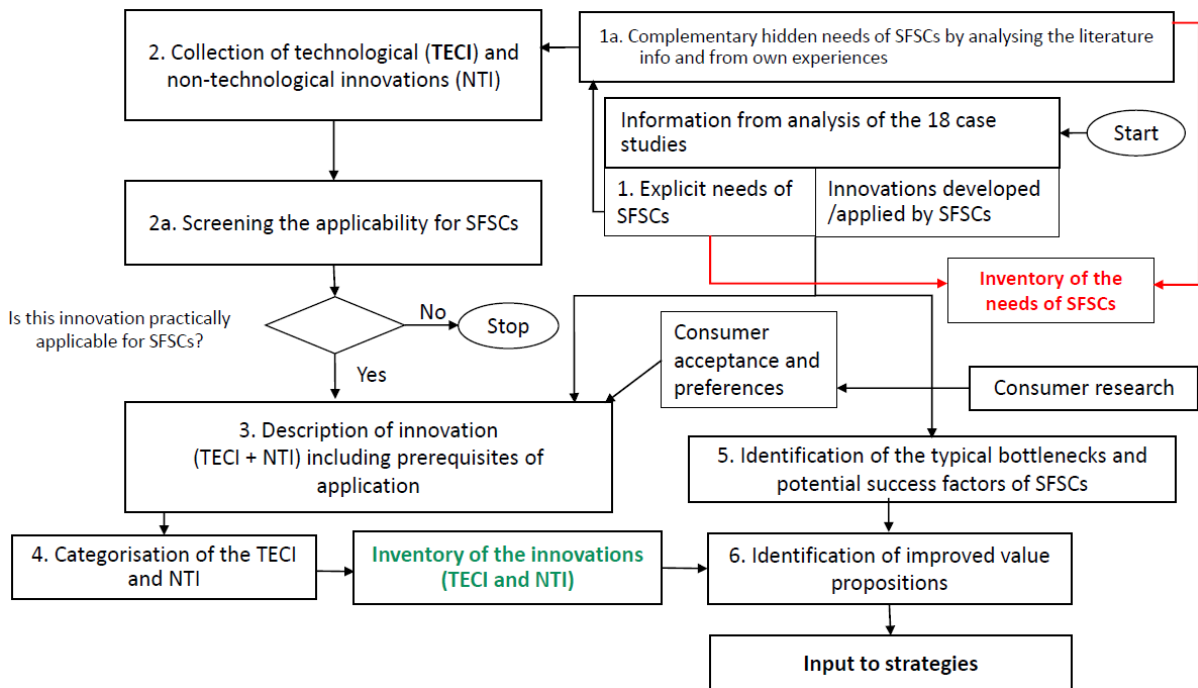 2. Collection of technological (TECI) and
non-technological innovations (NTI)
1a. Complementary hidden needs of SFSCs by analysing the literature
info and from own experiences
Information from analysis of the 18 case
studies
Start
1. Explicit needs of
SFSCs
Innovations developed
/applied by SFSCs
2a. Screening the applicability for SFSCs
Inventory of the
needs of SFSCs
Is this innovation practically
applicable for SFSCs?
No
Stop
Yes
Consumer
acceptance and
preferences
Consumer research
3. Description of innovation
(TECI + NTI) including prerequisites of
application
5. Identification of the typical bottlenecks and
potential success factors of SFSCs
4. Categorisation of the TECI
and NTI
Inventory of the innovations
(TECI and NTI)
6. Identification of improved value
propositions
Input to strategies